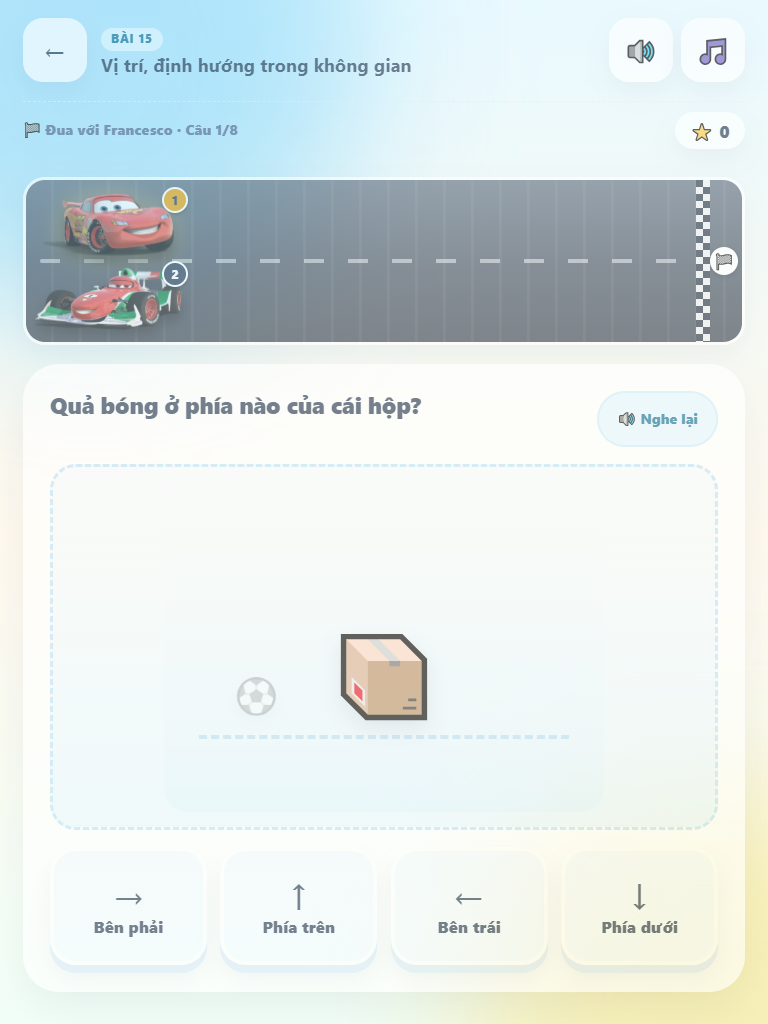 ←
BÀI 15
Vị trí, định hướng trong không gian
Đua với Francesco · Câu 1/8
0
1
2
Quả bóng ở phía nào của cái hộp?
Nghe lại
→
Bên phải
↑
Phía trên
←
Bên trái
↓
Phía dưới